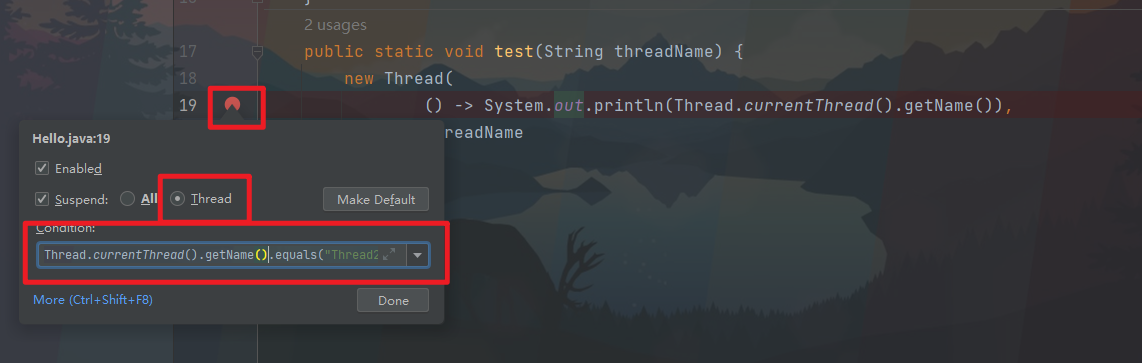 }
2 usages
17 public static void test(String threadName) {
18 new Thread(
19 () -> System.out.println(Thread.currentThread().getName()),
readName
Hello.java:19
Enabled
Suspend: All Thread Make Default
Condition:
Thread.currentThread().getName().equals("Thread2
More (Ctrl+Shift+F8) Done